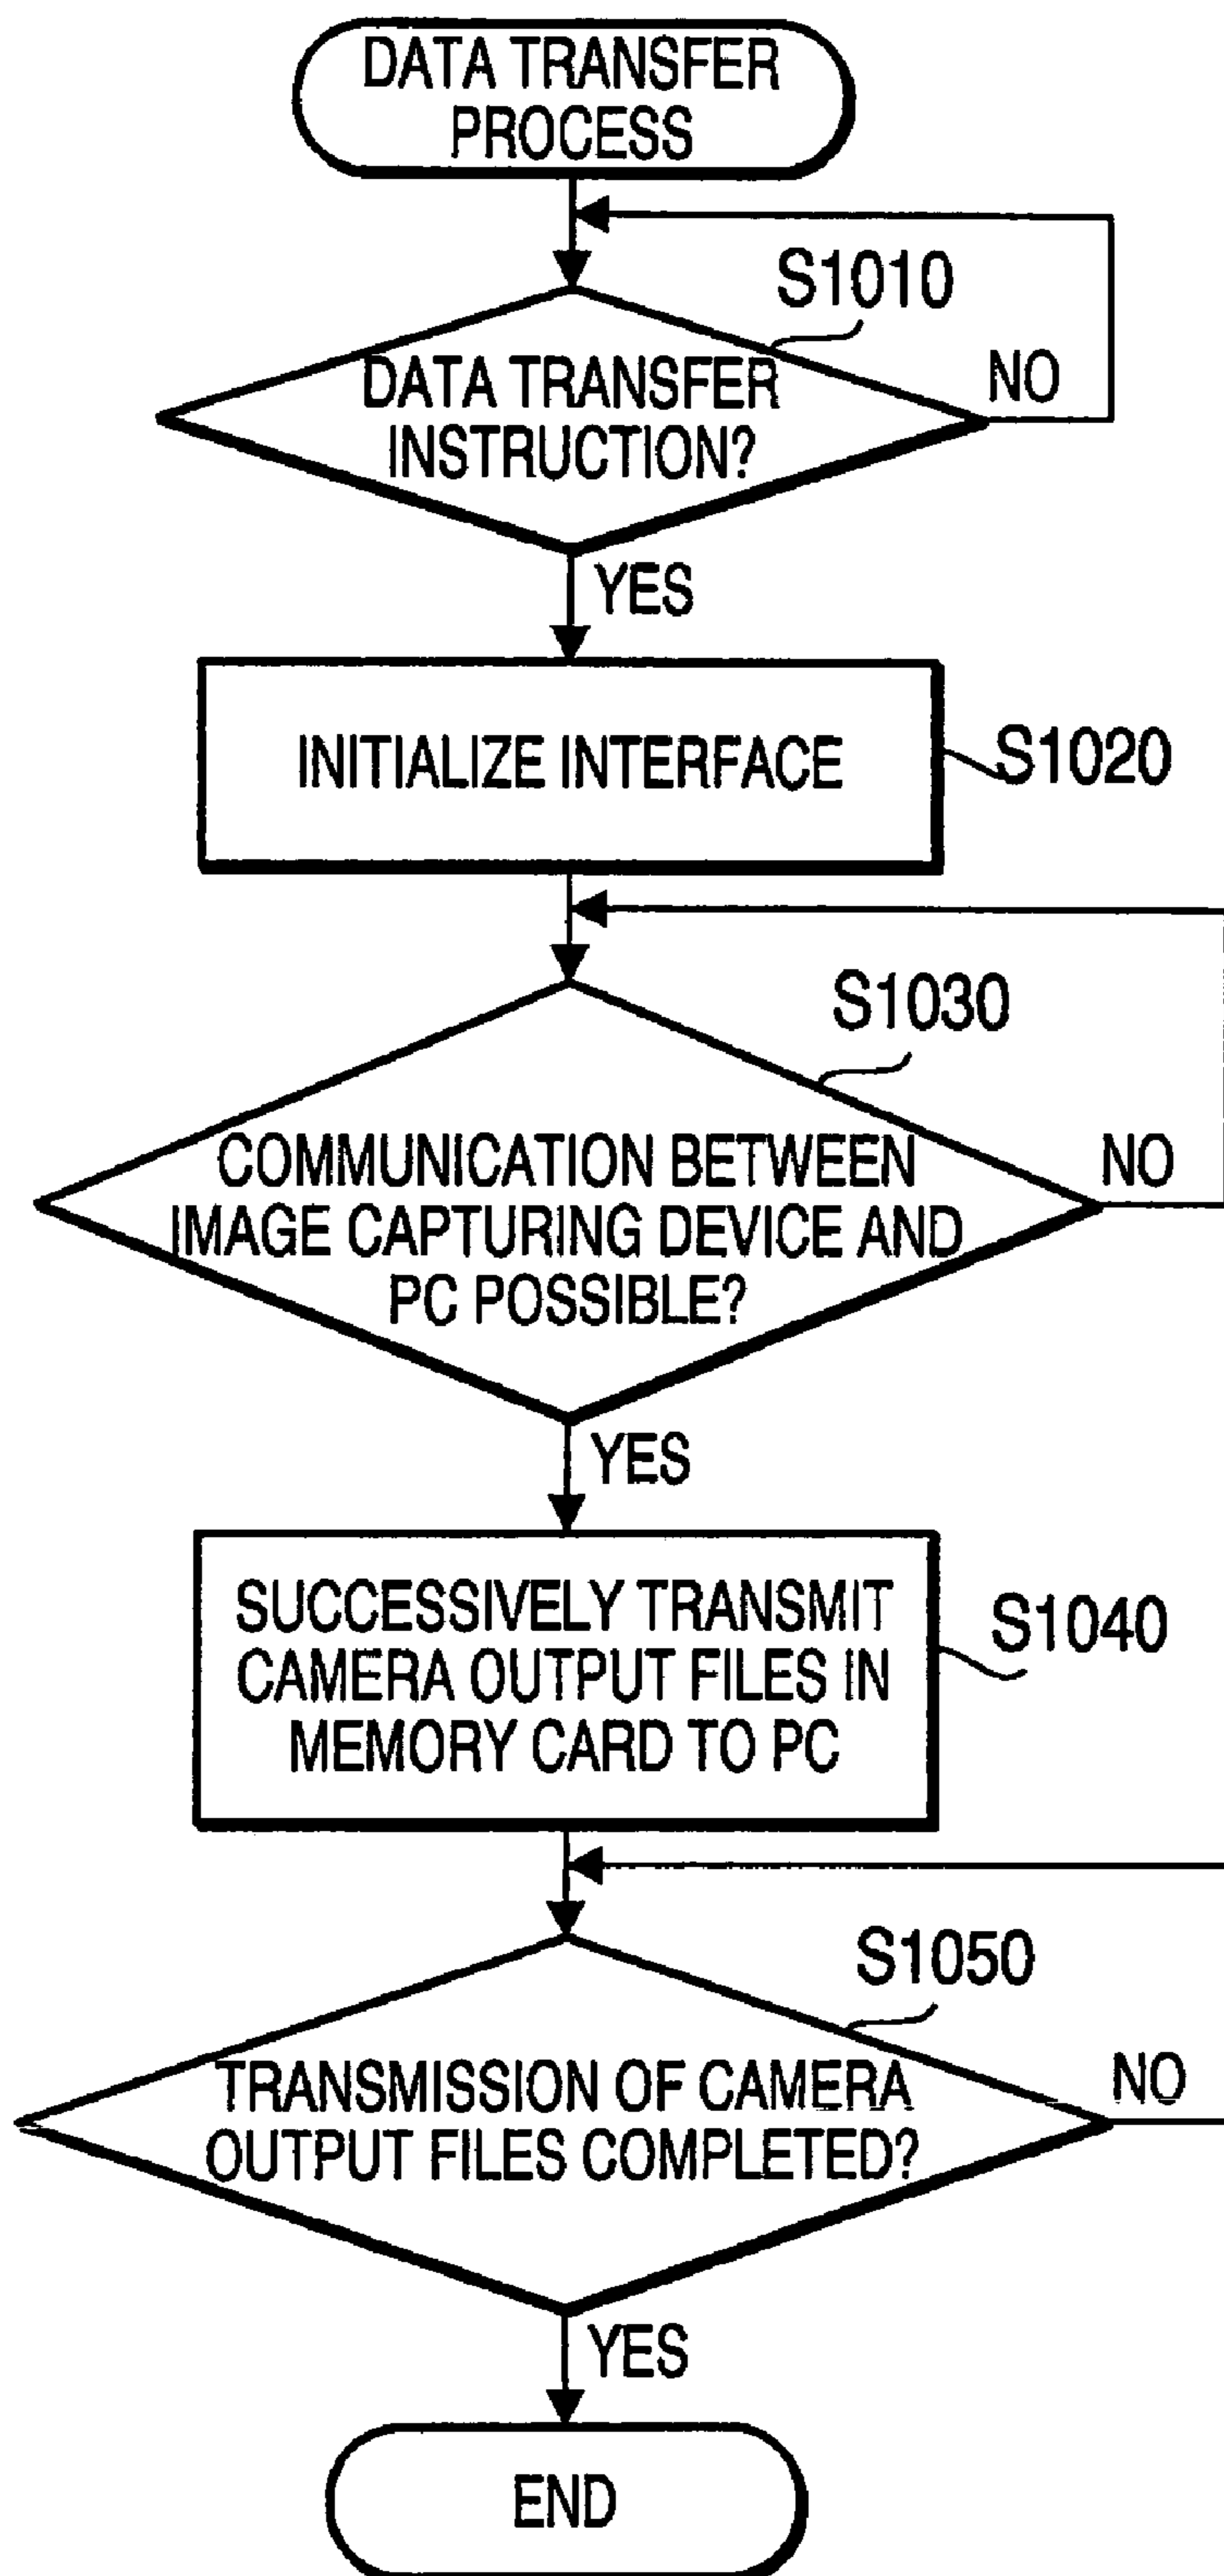 DATA TRANSFER
PROCESS
S1010
DATA TRANSFER
INSTRUCTION?
NO
YES
INITIALIZE INTERFACE
S1020
S1030
COMMUNICATION BETWEEN
IMAGE CAPTURING DEVICE AND
PC POSSIBLE?
NO
YES
SUCCESSIVELY TRANSMIT
CAMERA OUTPUT FILES IN
MEMORY CARD TO PC
S1040
S1050
TRANSMISSION OF CAMERA
OUTPUT FILES COMPLETED?
NO
YES
END